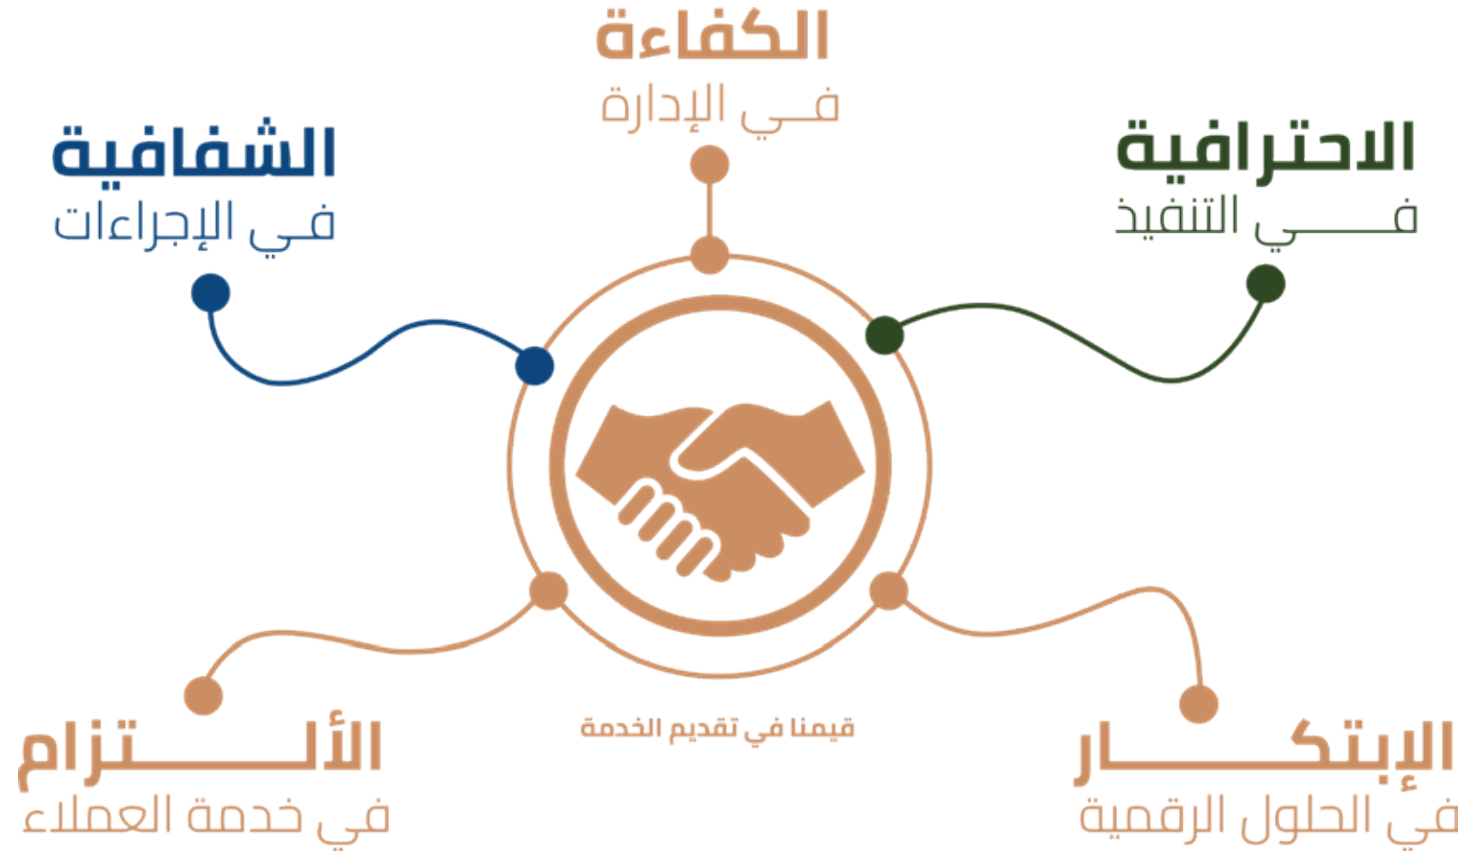 الكفاءة
في الإدارة
الاحترافية
في التنفيذ
الشفافية
في الإجراءات
قيمنا في تقديم الخدمة
الإبتكار
في الحلول الرقمية
الألتزام
في خدمة العملاء